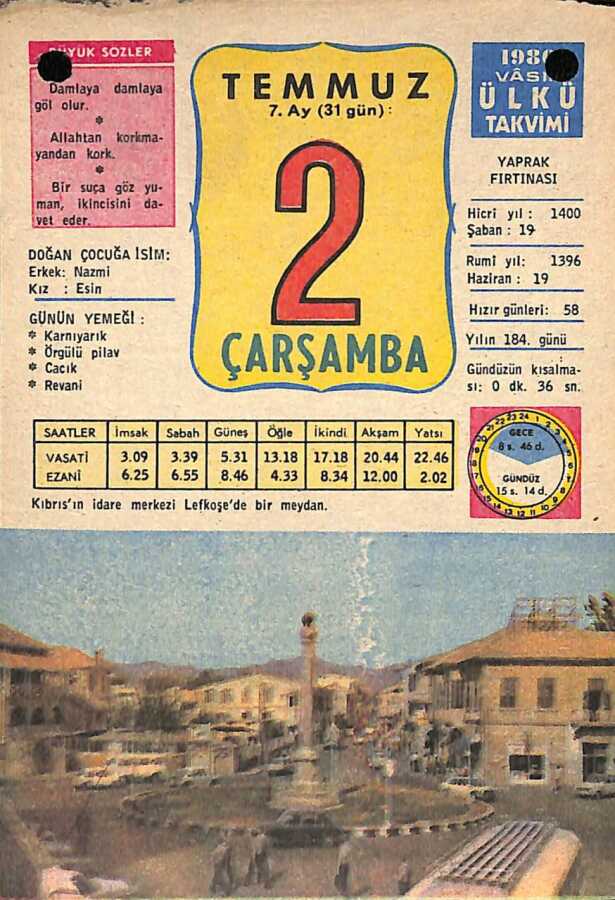 BÜYÜK SÖZLER
Damlaya damlaya
göl olur.
*
Allahtan korkma-
yandan kork.
*
Bir suça göz yu-
man, ikincisini da-
vet eder.
DOĞAN ÇOCUĞA İSİM:
Erkek: Nazmi
Kız : Esin
GÜNÜN YEMEĞİ :
* Karnıyarık
* Örgülü pilav
* Cacık
* Revani
TEMMUZ
7. Ay (31 gün) :
2
ÇARŞAMBA
1980
VÂSIF
ÜLKÜ
TAKVİMİ
YAPRAK
FIRTINASI
Hicri yıl : 1400
Şaban : 19
Rumî yıl: 1396
Haziran : 19
Hızır günleri: 58
Yılın 184. günü
Gündüzün kısalma-
sı: 0 dk. 36 sn.
SAATLER İmsak Sabah Güneş Öğle İkindi Akşam Yatsı
VASATİ 3.09 3.39 5.31 13.18 17.18 20.44 22.46
EZANİ 6.25 6.55 8.46 4.33 8.34 12.00 2.02
GECE
8 s. 46 d.
GÜNDÜZ
15 s. 14 d.
Kıbrıs'ın idare merkezi Lefkoşe'de bir meydan.